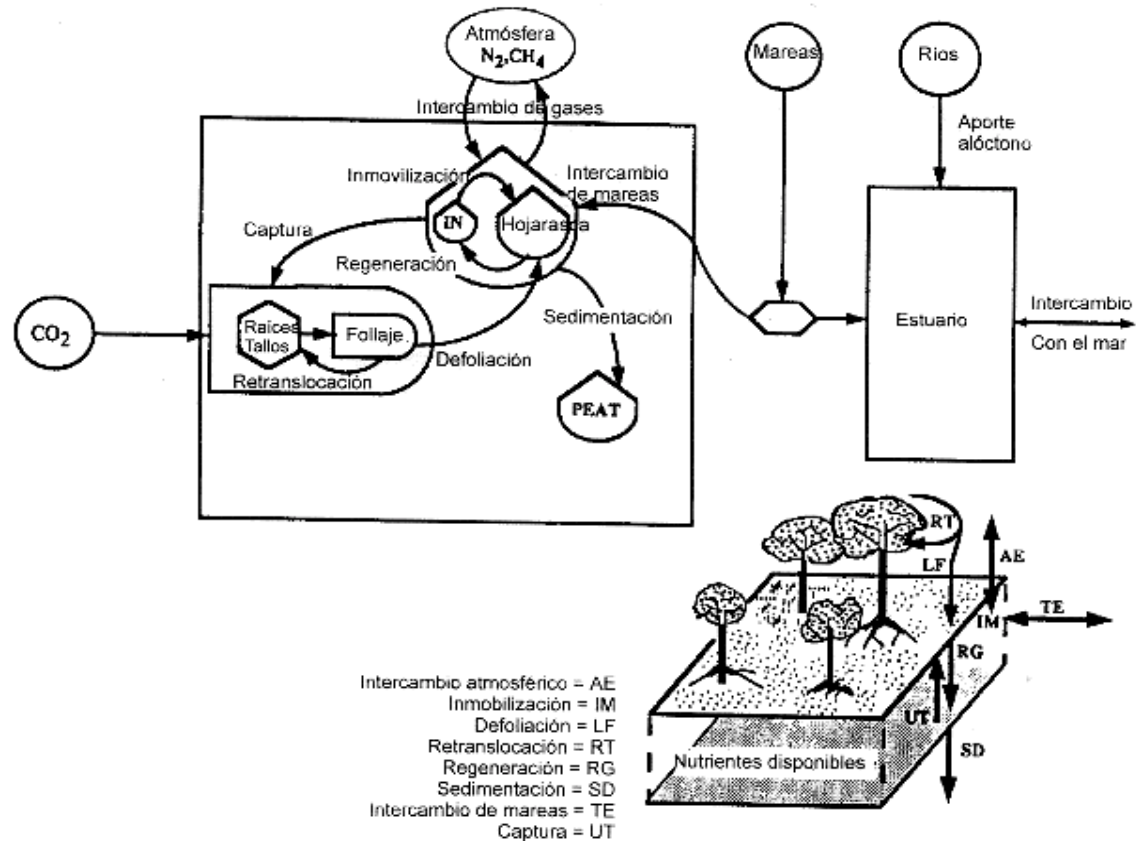 Atmósfera
N2,CH4
Mareas
Rios
Intercambio de gases
Aporte
alóctono
Inmovilización
Intercambio
de mareas
IN
Hojarasca
Captura
Regeneración
Sedimentación
Estuario
Intercambio
Con el mar
CO2
Raíces
Tallos
Follaje
Defoliación
Retranslocación
PEAT
RT
LF
AE
TE
IM
RG
UT
SD
Nutrientes disponibles
Intercambio atmosférico = AE
Inmobilización = IM
Defoliación = LF
Retranslocación = RT
Regeneración = RG
Sedimentación = SD
Intercambio de mareas = TE
Captura = UT